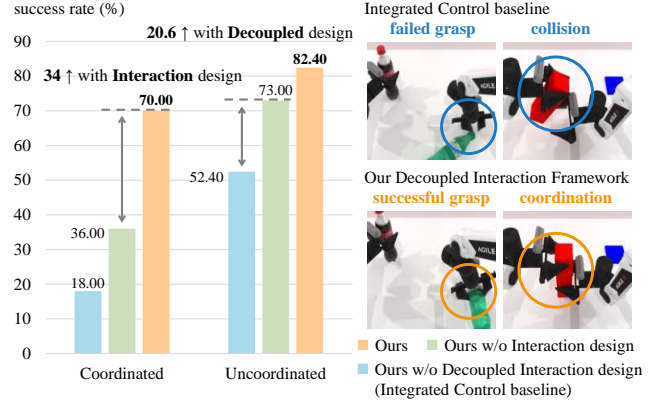 success rate (%)
20.6 ↑ with Decoupled design
34 ↑ with Interaction design
90
80
70
60
50
40
30
20
10
0
18.00
36.00
70.00
52.40
73.00
82.40
Coordinated
Uncoordinated
Integrated Control baseline
failed grasp
collision
AGILE
Our Decoupled Interaction Framework
successful grasp
coordination
AGILE
Ours
Ours w/o Interaction design
Ours w/o Decoupled Interaction design
(Integrated Control baseline)